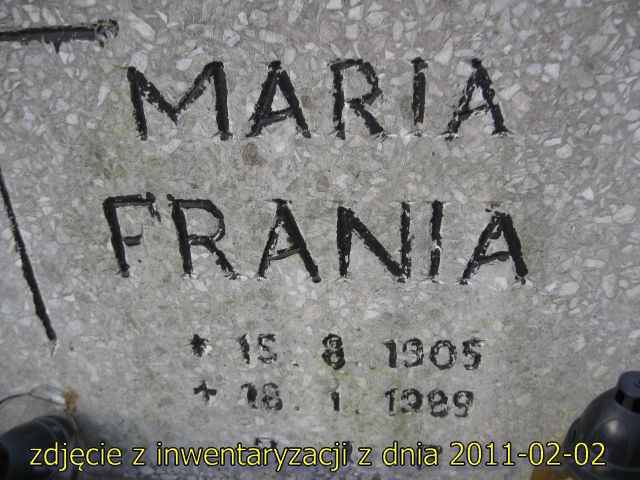 MARIA
FRANIA
* 15. 8. 1905
+ 18. 1. 1989
zdjęcie z inwentaryzacji z dnia 2011-02-02